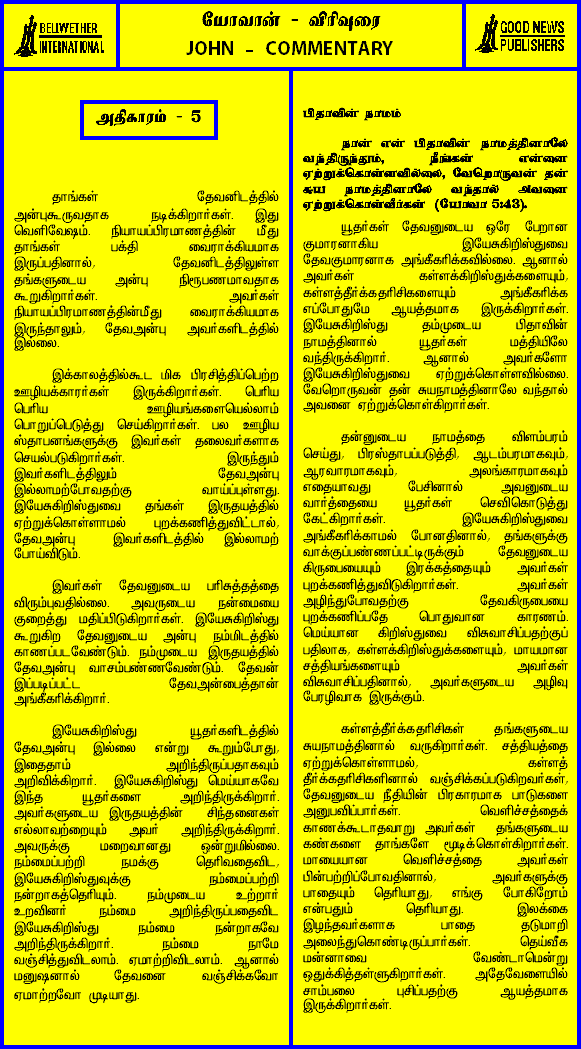 BELWETHER
INTERNATIONAL
யோவான் - விரிவுரை
JOHN - COMMENTARY
GOOD NEWS
PUBLISHERS
அதிகாரம் - 5
தாங்கள் தேவனிடத்தில்
அன்புகூருவதாக நடிக்கிறார்கள். இது
வெளிவேஷம். நியாயப்பிரமாணத்தின் மீது
தாங்கள் பக்தி வைராக்கியமாக
இருப்பதினால், தேவனிடத்திலுள்ள
தங்களுடைய அன்பு நிரூபணமாவதாக
கூறுகிறார்கள். அவர்கள்
நியாயப்பிரமாணத்தின்மீது வைராக்கியமாக
இருந்தாலும், தேவஅன்பு அவர்களிடத்தில்
இல்லை.
இக்காலத்தில்கூட மிக பிரசித்திப்பெற்ற
ஊழியக்காரர்கள் இருக்கிறார்கள். பெரிய
பெரிய ஊழியங்களையெல்லாம்
பொறுப்பெடுத்து செய்கிறார்கள். பல ஊழிய
ஸ்தாபனங்களுக்கு இவர்கள் தலைவர்களாக
செயல்படுகிறார்கள். இருந்தும்
இவர்களிடத்திலும் தேவஅன்பு
இல்லாமற்போவதற்கு வாய்ப்புள்ளது.
இயேசுகிறிஸ்துவை தங்கள் இருதயத்தில்
ஏற்றுக்கொள்ளாமல் புறக்கணித்துவிட்டால்,
தேவஅன்பு இவர்களிடத்தில் இல்லாமற்
போய்விடும்.
இவர்கள் தேவனுடைய பரிசுத்தத்தை
விரும்புவதில்லை. அவருடைய நன்மையை
குறைத்து மதிப்பிடுகிறார்கள். இயேசுகிறிஸ்து
கூறுகிற தேவனுடைய அன்பு நம்மிடத்தில்
காணப்படவேண்டும். நம்முடைய இருதயத்தில்
தேவஅன்பு வாசம்பண்ணவேண்டும். தேவன்
இப்படிப்பட்ட தேவஅன்பைத்தான்
அங்கீகரிக்கிறார்.
இயேசுகிறிஸ்து யூதர்களிடத்தில்
தேவஅன்பு இல்லை என்று கூறும்போது,
இதைதாம் அறிந்திருப்பதாகவும்
அறிவிக்கிறார். இயேசுகிறிஸ்து மெய்யாகவே
இந்த யூதர்களை அறிந்திருக்கிறார்.
அவர்களுடைய இருதயத்தின் சிந்தனைகள்
எல்லாவற்றையும் அவர் அறிந்திருக்கிறார்.
அவருக்கு மறைவானது ஒன்றுமில்லை.
நம்மைப்பற்றி நமக்கு தெரிவதைவிட,
இயேசுகிறிஸ்துவுக்கு நம்மைப்பற்றி
நன்றாகத்தெரியும். நம்முடைய உற்றார்
உறவினர் நம்மை அறிந்திருப்பதைவிட
இயேசுகிறிஸ்து நம்மை நன்றாகவே
அறிந்திருக்கிறார். நம்மை நாமே
வஞ்சித்துவிடலாம். ஏமாற்றிவிடலாம். ஆனால்
மனுஷனால் தேவனை வஞ்சிக்கவோ
ஏமாற்றவோ முடியாது.
பிதாவின் நாமம்
நான் என் பிதாவின் நாமத்தினாலே
வந்திருந்தும், நீங்கள் என்னை
ஏற்றுக்கொள்ளவில்லை, வேறொருவன் தன்
சுய நாமத்தினாலே வந்தால் அவனை
ஏற்றுக்கொள்வீர்கள் (யோவா 5:43).
யூதர்கள் தேவனுடைய ஒரே பேறான
குமாரனாகிய இயேசுகிறிஸ்துவை
தேவகுமாரனாக அங்கீகரிக்கவில்லை. ஆனால்
அவர்கள் கள்ளக்கிறிஸ்துக்களையும்,
கள்ளத்தீர்க்கதரிசிகளையும் அங்கீகரிக்க
எப்போதுமே ஆயத்தமாக இருக்கிறார்கள்.
இயேசுகிறிஸ்து தம்முடைய பிதாவின்
நாமத்தினால் யூதர்கள் மத்தியிலே
வந்திருக்கிறார். ஆனால் அவர்களோ
இயேசுகிறிஸ்துவை ஏற்றுக்கொள்ளவில்லை.
வேறொருவன் தன் சுயநாமத்தினாலே வந்தால்
அவனை ஏற்றுக்கொள்கிறார்கள்.
தன்னுடைய நாமத்தை விளம்பரம்
செய்து, பிரஸ்தாபப்படுத்தி, ஆடம்பரமாகவும்,
ஆரவாரமாகவும், அலங்காரமாகவும்
எதையாவது பேசினால் அவனுடைய
வார்த்தையை யூதர்கள் செவிகொடுத்து
கேட்கிறார்கள். இயேசுகிறிஸ்துவை
அங்கீகரிக்காமல் போனதினால், தங்களுக்கு
வாக்குப்பண்ணப்பட்டிருக்கும் தேவனுடைய
கிருபையையும் இரக்கத்தையும் அவர்கள்
புறக்கணித்துவிடுகிறார்கள். அவர்கள்
அழிந்துபோவதற்கு தேவகிருபையை
புறக்கணிப்பதே பொதுவான காரணம்.
மெய்யான கிறிஸ்துவை விசுவாசிப்பதற்குப்
பதிலாக, கள்ளக்கிறிஸ்துக்களையும், மாயமான
சத்தியங்களையும் அவர்கள்
விசுவாசிப்பதினால், அவர்களுடைய அழிவு
பேரழிவாக இருக்கும்.
கள்ளத்தீர்க்கதரிசிகள் தங்களுடைய
சுயநாமத்தினால் வருகிறார்கள். சத்தியத்தை
ஏற்றுக்கொள்ளாமல், கள்ளத்
தீர்க்கதரிசிகளினால் வஞ்சிக்கப்படுகிறவர்கள்,
தேவனுடைய நீதியின் பிரகாரமாக பாடுகளை
அனுபவிப்பார்கள். வெளிச்சத்தைக்
காணக்கூடாதவாறு அவர்கள் தங்களுடைய
கண்களை தாங்களே மூடிக்கொள்கிறார்கள்.
மாயையான வெளிச்சத்தை அவர்கள்
பின்பற்றிப்போவதினால், அவர்களுக்கு
பாதையும் தெரியாது, எங்கு போகிறோம்
என்பதும் தெரியாது. இலக்கை
இழந்தவர்களாக பாதை தடுமாறி
அலைந்துகொண்டிருப்பார்கள். தெய்வீக
மன்னாவை வேண்டாமென்று
ஒதுக்கித்தள்ளுகிறார்கள். அதேவேளையில்
சாம்பலை புசிப்பதற்கு ஆயத்தமாக
இருக்கிறார்கள்.